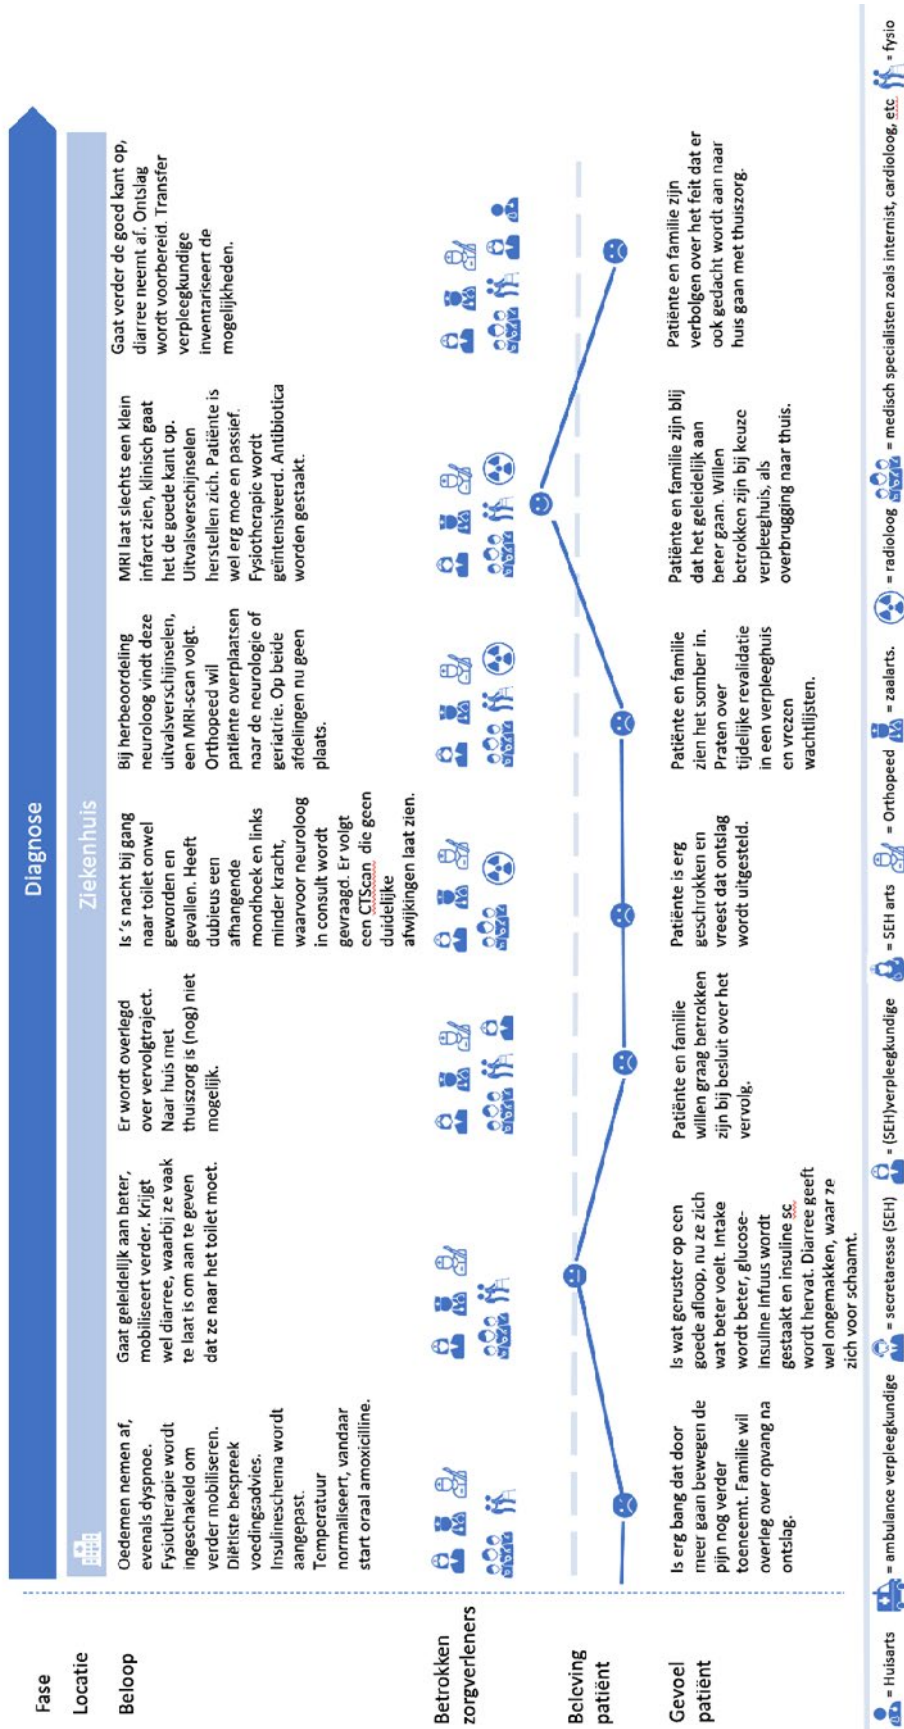 Fase
Diagnose
Locatie
Ziekenhuis
Beloop
Oedemen nemen af,
evenals dyspnoe.
Fysiotherapie wordt
ingeschakeld om
verder mobiliseren.
Diëtiste bespreek
voedingsadvies.
Insulineschema wordt
aangepast.
Temperatuur
normaliseert, vandaar
start oraal amoxicilline.
Gaat geleidelijk aan beter,
mobiliseert verder. Krijgt
wel diarree, waarbij ze vaak
te laat is om aan te geven
dat ze naar het toilet moet.
Er wordt overlegd
over vervolgtraject.
Naar huis met
thuiszorg is (nog) niet
mogelijk.
Is 's nacht bij gang
naar toilet onwel
geworden en
gevallen. Heeft
dubieus een
afhangende
mondhoek en links
minder kracht,
waarvoor neuroloog
in consult wordt
gevraagd. Er volgt
een CTScan die geen
duidelijke
afwijkingen laat zien.
Bij herbeoordeling
neuroloog vindt deze
uitvalsverschijnselen,
een MRI-scan volgt.
Orthopeed wil
patiënte overplaatsen
naar de neurologie of
geriatrie. Op beide
afdelingen nu geen
plaats.
MRI laat slechts een klein
infarct zien, klinisch gaat
het de goede kant op.
Uitvalsverschijnselen
herstellen zich. Patiënte is
wel erg moe en passief.
Fysiotherapie wordt
geïntensiveerd. Antibiotica
worden gestaakt.
Gaat verder de goed kant op,
diarree neemt af. Ontslag
wordt voorbereid. Transfer
verpleegkundige
inventariseert de
mogelijkheden.
Betrokken
zorgverleners
Beleving
patiënt
Gevoel
patiënt
Is erg bang dat door
meer gaan bewegen de
pijn nog verder
toeneemt. Familie wil
overleg over opvang na
ontslag.
Is wat geruster op een
goede afloop, nu ze zich
wat beter voelt. Intake
wordt beter, glucose-
insuline infuus wordt
gestaakt en insuline sc
wordt hervat. Diarree geeft
wel ongemakken, waar ze
zich voor schaamt.
Patiënte en familie
willen graag betrokken
zijn bij besluit over het
vervolg.
Patiënte is erg
geschrokken en
vreest dat ontslag
wordt uitgesteld.
Patiënte en familie
zien het somber in.
Praten over
tijdelijke revalidatie
in een verpleeghuis
en vrezen
wachtlijsten.
Patiënte en familie zijn blij
dat het geleidelijk aan
beter gaan. Willen
betrokken zijn bij keuze
verpleeghuis, als
overbrugging naar thuis.
Patiënte en familie zijn
verbolgen over het feit dat er
ook gedacht wordt aan naar
huis gaan met thuiszorg.
= Huisarts = ambulance verpleegkundige = secretaresse (SEH) = (SEH)verpleegkundige = SEH arts = Orthopeed = zaalarts. = radioloog = medisch specialisten zoals internist, cardioloog, etc = fysio